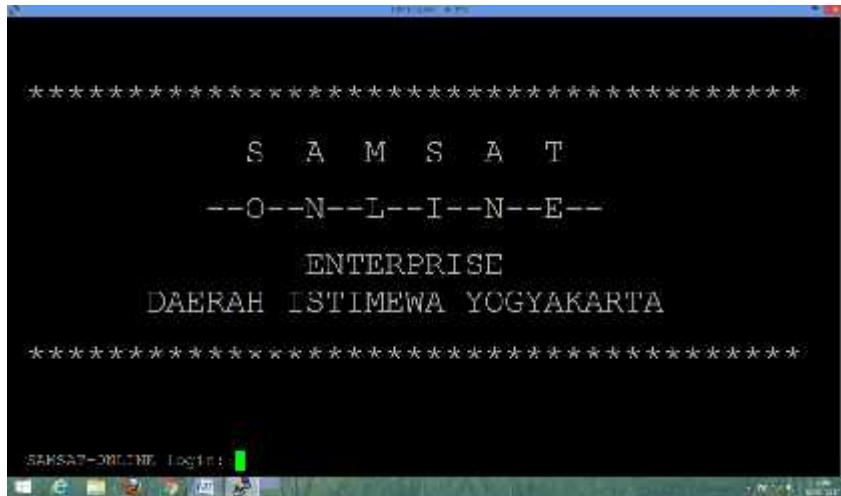 ****************************************
S A M S A T
--O--N--L--I--N--E--
ENTERPRISE
DAERAH ISTIMEWA YOGYAKARTA
****************************************
SAMSAT-ONLINE login: